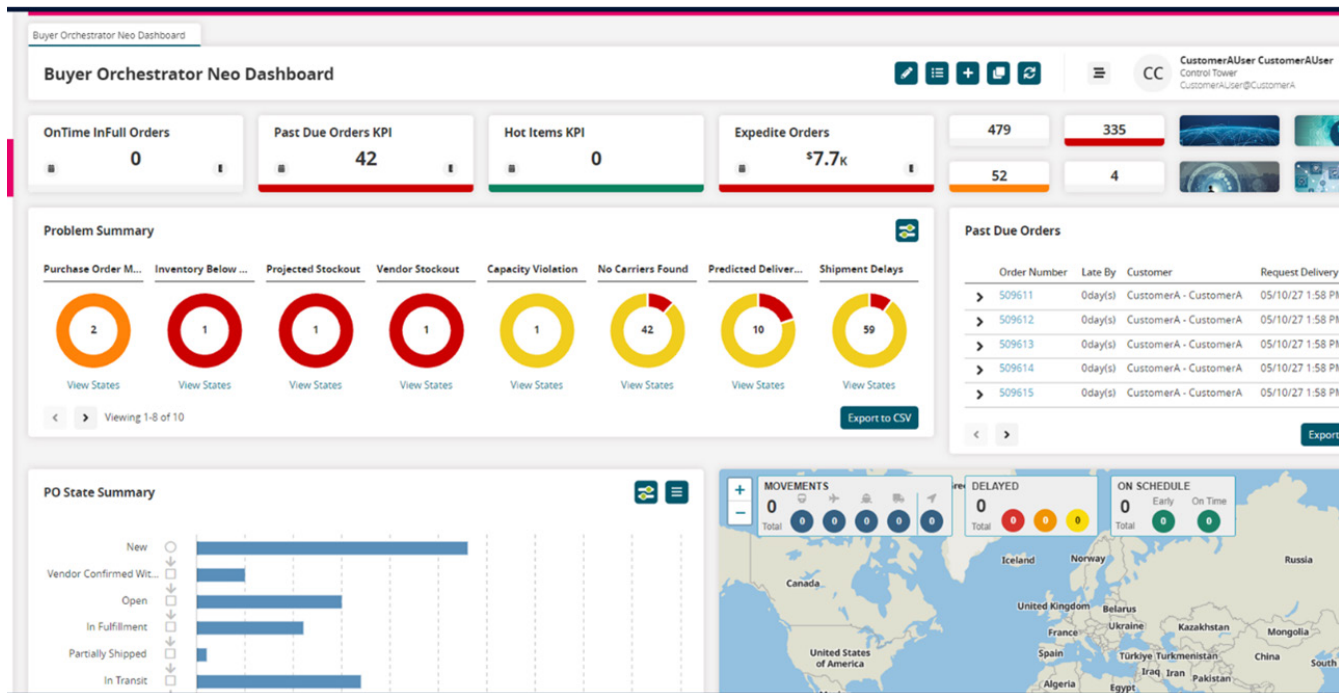 Buyer Orchestrator Neo Dashboard
Buyer Orchestrator Neo Dashboard
CC
CustomerAUser CustomerAUser
Control Tower
CustomerAUser@CustomerA
OnTime InFull Orders
0
Past Due Orders KPI
42
Hot Items KPI
0
Expedite Orders
$7.7K
479
335
52
4
Problem Summary
Purchase Order M... Inventory Below ... Projected Stockout Vendor Stockout Capacity Violation No Carriers Found Predicted Deliver... Shipment Delays
2 1 1 1 1 42 10 59
View States View States View States View States View States View States View States View States
Viewing 1-8 of 10
Export to CSV
Past Due Orders
Order Number Late By Customer Request Delivery
509611 0day(s) CustomerA - CustomerA 05/10/27 1:58 PM
509612 0day(s) CustomerA - CustomerA 05/10/27 1:58 PM
509613 0day(s) CustomerA - CustomerA 05/10/27 1:58 PM
509614 0day(s) CustomerA - CustomerA 05/10/27 1:58 PM
509615 0day(s) CustomerA - CustomerA 05/10/27 1:58 PM
Export
PO State Summary
New
Vendor Confirmed Wit...
Open
In Fulfillment
Partially Shipped
In Transit
+
−
MOVEMENTS
0
Total
0 0 0 0 0
DELAYED
0
Total
0 0 0
ON SCHEDULE
0
Total
Early On Time
0 0
Iceland
Norway
Russia
Canada
United Kingdom
Belarus
Ukraine
Kazakhstan
France
Mongolia
United States
of America
Spain
Türkiye
Turkmenistan
China
South
Iraq
Iran
Pakistan
Algeria
Egypt